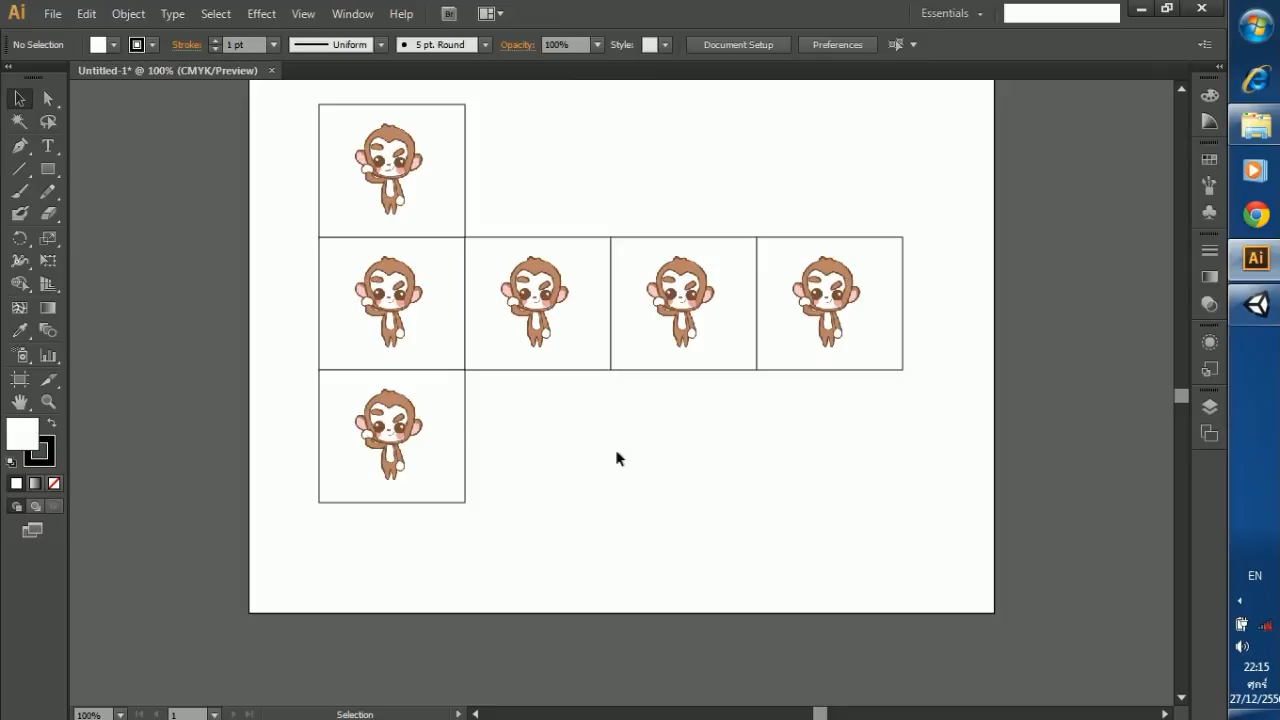 Ai File Edit Object Type Select Effect View Window Help Br Essentials
No Selection Stroke: 1 pt Uniform 5 pt. Round Opacity: 100% Style: Document Setup Preferences
Untitled-1* @ 100% (CMYK/Preview) ×
T
Ai
EN
22:15
ศุกร์
27/12/255
100% 1 Selection